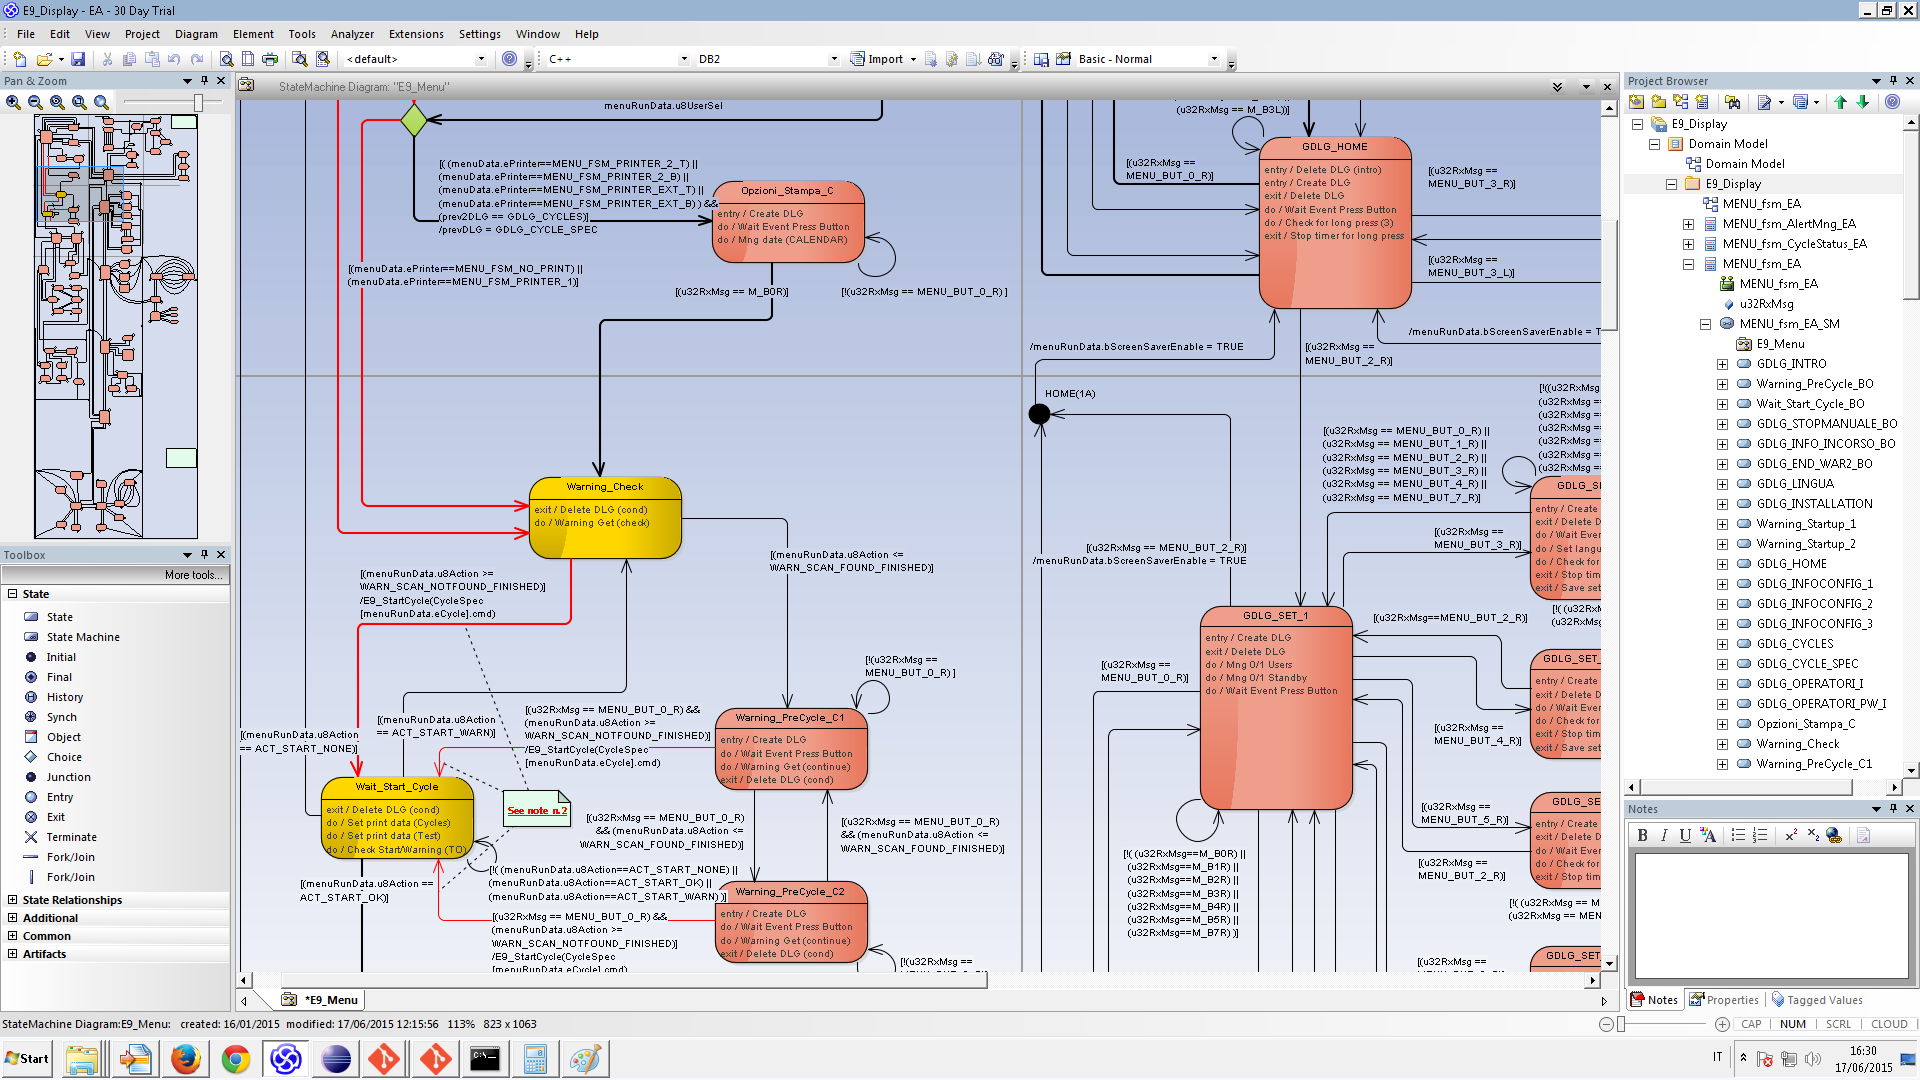 E9_Display - EA - 30 Day Trial
File Edit View Project Diagram Element Tools Analyzer Extensions Settings Window Help
<default> C++ DB2 Import Basic - Normal
Pan & Zoom
StateMachine Diagram: "E9_Menu"
Project Browser
menuRunData.u8UserSel
[( (menuData.ePrinter==MENU_FSM_PRINTER_2_T) ||
(menuData.ePrinter==MENU_FSM_PRINTER_2_B) ||
(menuData.ePrinter==MENU_FSM_PRINTER_EXT_T) ||
(menuData.ePrinter==MENU_FSM_PRINTER_EXT_B) ) &&
(prev2DLG == GDLG_CYCLES)]
/prevDLG = GDLG_CYCLE_SPEC
Opzioni_Stampa_C
entry / Create DLG
do / Wait Event Press Button
do / Mng date (CALENDAR)
[(menuData.ePrinter==MENU_FSM_NO_PRINT) ||
(menuData.ePrinter==MENU_FSM_PRINTER_1)]
[(u32RxMsg == M_B0R)]
[!(u32RxMsg == MENU_BUT_0_R) ]
Warning_Check
exit / Delete DLG (cond)
do / Warning Get (check)
[(menuRunData.u8Action >=
WARN_SCAN_NOTFOUND_FINISHED)]
/E9_StartCycle(CycleSpec
[menuRunData.eCycle].cmd)
[(menuRunData.u8Action <=
WARN_SCAN_FOUND_FINISHED)]
[!(u32RxMsg ==
MENU_BUT_0_R) ]
[(menuRunData.u8Action
== ACT_START_NONE)]
[(menuRunData.u8Action
== ACT_START_WARN)]
[(u32RxMsg == MENU_BUT_0_R) &&
(menuRunData.u8Action >=
WARN_SCAN_NOTFOUND_FINISHED)]
/E9_StartCycle(CycleSpec
[menuRunData.eCycle].cmd)
Warning_PreCycle_C1
entry / Create DLG
do / Wait Event Press Button
do / Warning Get (continue)
exit / Delete DLG (cond)
Wait_Start_Cycle
exit / Delete DLG (cond)
do / Set print data (Cycles)
do / Set print data (Test)
do / Check Start/Warning (TO)
See note n.2
[(u32RxMsg == MENU_BUT_0_R)
&& (menuRunData.u8Action <=
WARN_SCAN_FOUND_FINISHED)]
[(u32RxMsg == MENU_BUT_0_R)
&& (menuRunData.u8Action <=
WARN_SCAN_FOUND_FINISHED)]
[(menuRunData.u8Action ==
ACT_START_OK)]
[!( (menuRunData.u8Action==ACT_START_NONE) ||
(menuRunData.u8Action==ACT_START_OK) ||
(menuRunData.u8Action==ACT_START_WARN) )]
Warning_PreCycle_C2
entry / Create DLG
do / Wait Event Press Button
do / Warning Get (continue)
exit / Delete DLG (cond)
[(u32RxMsg == MENU_BUT_0_R) &&
(menuRunData.u8Action >=
WARN_SCAN_NOTFOUND_FINISHED)]
/E9_StartCycle(CycleSpec
[menuRunData.eCycle].cmd)
[!(u32RxMsg ==
(u32RxMsg == M_B3L)]
[(u32RxMsg ==
MENU_BUT_0_R)]
GDLG_HOME
entry / Delete DLG (intro)
entry / Create DLG
exit / Delete DLG
do / Wait Event Press Button
do / Check for long press (3)
exit / Stop timer for long press
[(u32RxMsg ==
MENU_BUT_3_R)]
[(u32RxMsg ==
MENU_BUT_3_L)]
/menuRunData.bScreenSaverEnable = TRUE
[(u32RxMsg ==
MENU_BUT_2_R)]
/menuRunData.bScreenSaverEnable = T
HOME(1A)
[(u32RxMsg == MENU_BUT_0_R) ||
(u32RxMsg == MENU_BUT_1_R) ||
(u32RxMsg == MENU_BUT_2_R) ||
(u32RxMsg == MENU_BUT_3_R) ||
(u32RxMsg == MENU_BUT_4_R) ||
(u32RxMsg == MENU_BUT_7_R)]
[!((u32RxMsg
(u32RxMsg ==
(u32RxMsg ==
(u32RxMsg ==
(u32RxMsg ==
(u32RxMsg ==
(u32RxMsg ==
GDLG_SE
entry / Create
exit / Delete D
do / Wait Even
do / Set langu
do / Check for
exit / Stop tim
exit / Save set
[(u32RxMsg ==
MENU_BUT_3_R)]
[(u32RxMsg == MENU_BUT_2_R)]
/menuRunData.bScreenSaverEnable = TRUE
[!( (u32RxMsg
(u32RxMsg
GDLG_SET_1
entry / Create DLG
exit / Delete DLG
do / Mng 0/1 Users
do / Mng 0/1 Standby
do / Wait Event Press Button
[(u32RxMsg==MENU_BUT_2_R)]
[(u32RxMsg ==
MENU_BUT_0_R)]
GDLG_SET_
entry / Create
exit / Delete D
do / Wait Even
do / Check for
exit / Stop tim
exit / Save set
[(u32RxMsg ==
MENU_BUT_4_R)]
[(u32RxMsg ==
MENU_BUT_5_R)]
GDLG_SE
entry / Create
exit / Delete D
do / Wait Even
do / Check for
exit / Stop tim
[(u32RxMsg ==
MENU_BUT_2_R)]
[!( (u32RxMsg==M_B0R) ||
(u32RxMsg==M_B1R) ||
(u32RxMsg==M_B2R) ||
(u32RxMsg==M_B3R) ||
(u32RxMsg==M_B4R) ||
(u32RxMsg==M_B5R) ||
(u32RxMsg==M_B7R) )]
[!( (u32RxMsg ==
(u32RxMsg == MEN
[(u32RxMsg ==
GDLG_SET
Toolbox
More tools...
State
State
State Machine
Initial
Final
History
Synch
Object
Choice
Junction
Entry
Exit
Terminate
Fork/Join
Fork/Join
State Relationships
Additional
Common
Artifacts
E9_Display
Domain Model
Domain Model
E9_Display
MENU_fsm_EA
MENU_fsm_AlertMng_EA
MENU_fsm_CycleStatus_EA
MENU_fsm_EA
MENU_fsm_EA
u32RxMsg
MENU_fsm_EA_SM
E9_Menu
GDLG_INTRO
Warning_PreCycle_BO
Wait_Start_Cycle_BO
GDLG_STOPMANUALE_BO
GDLG_INFO_INCORSO_BO
GDLG_END_WAR2_BO
GDLG_LINGUA
GDLG_INSTALLATION
Warning_Startup_1
Warning_Startup_2
GDLG_HOME
GDLG_INFOCONFIG_1
GDLG_INFOCONFIG_2
GDLG_INFOCONFIG_3
GDLG_CYCLES
GDLG_CYCLE_SPEC
GDLG_OPERATORI_I
GDLG_OPERATORI_PW_I
Opzioni_Stampa_C
Warning_Check
Warning_PreCycle_C1
Notes
B I U A
Notes Properties Tagged Values
*E9_Menu
StateMachine Diagram:E9_Menu: created: 16/01/2015 modified: 17/06/2015 12:15:56 113% 823 x 1063
CAP NUM SCRL CLOUD
Start
IT
16:30
17/06/2015